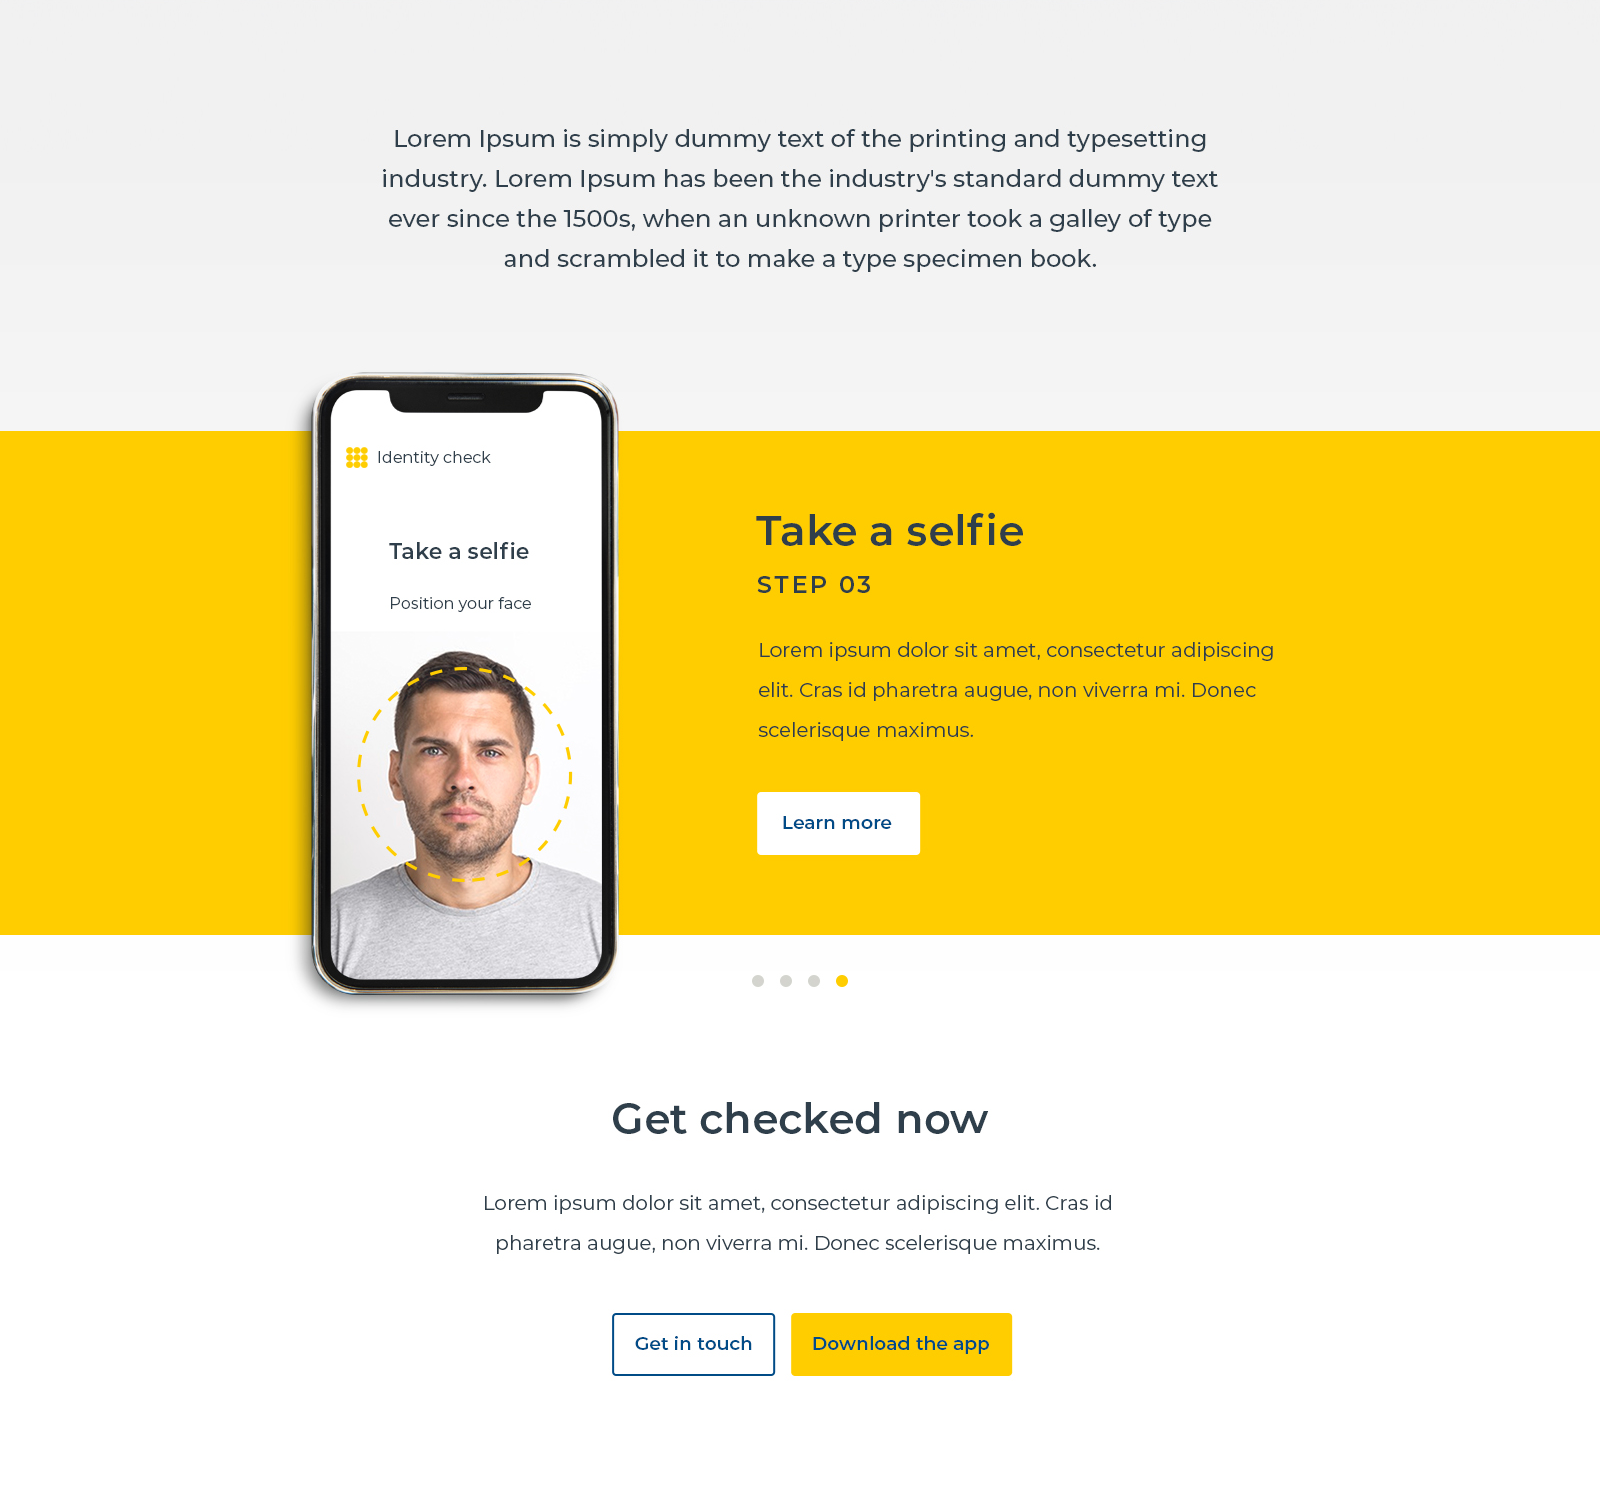 Lorem Ipsum is simply dummy text of the printing and typesetting
industry. Lorem Ipsum has been the industry's standard dummy text
ever since the 1500s, when an unknown printer took a galley of type
and scrambled it to make a type specimen book.
Identity check
Take a selfie
Position your face
Take a selfie
STEP 03
Lorem ipsum dolor sit amet, consectetur adipiscing
elit. Cras id pharetra augue, non viverra mi. Donec
scelerisque maximus.
Learn more
Get checked now
Lorem ipsum dolor sit amet, consectetur adipiscing elit. Cras id
pharetra augue, non viverra mi. Donec scelerisque maximus.
Get in touch
Download the app